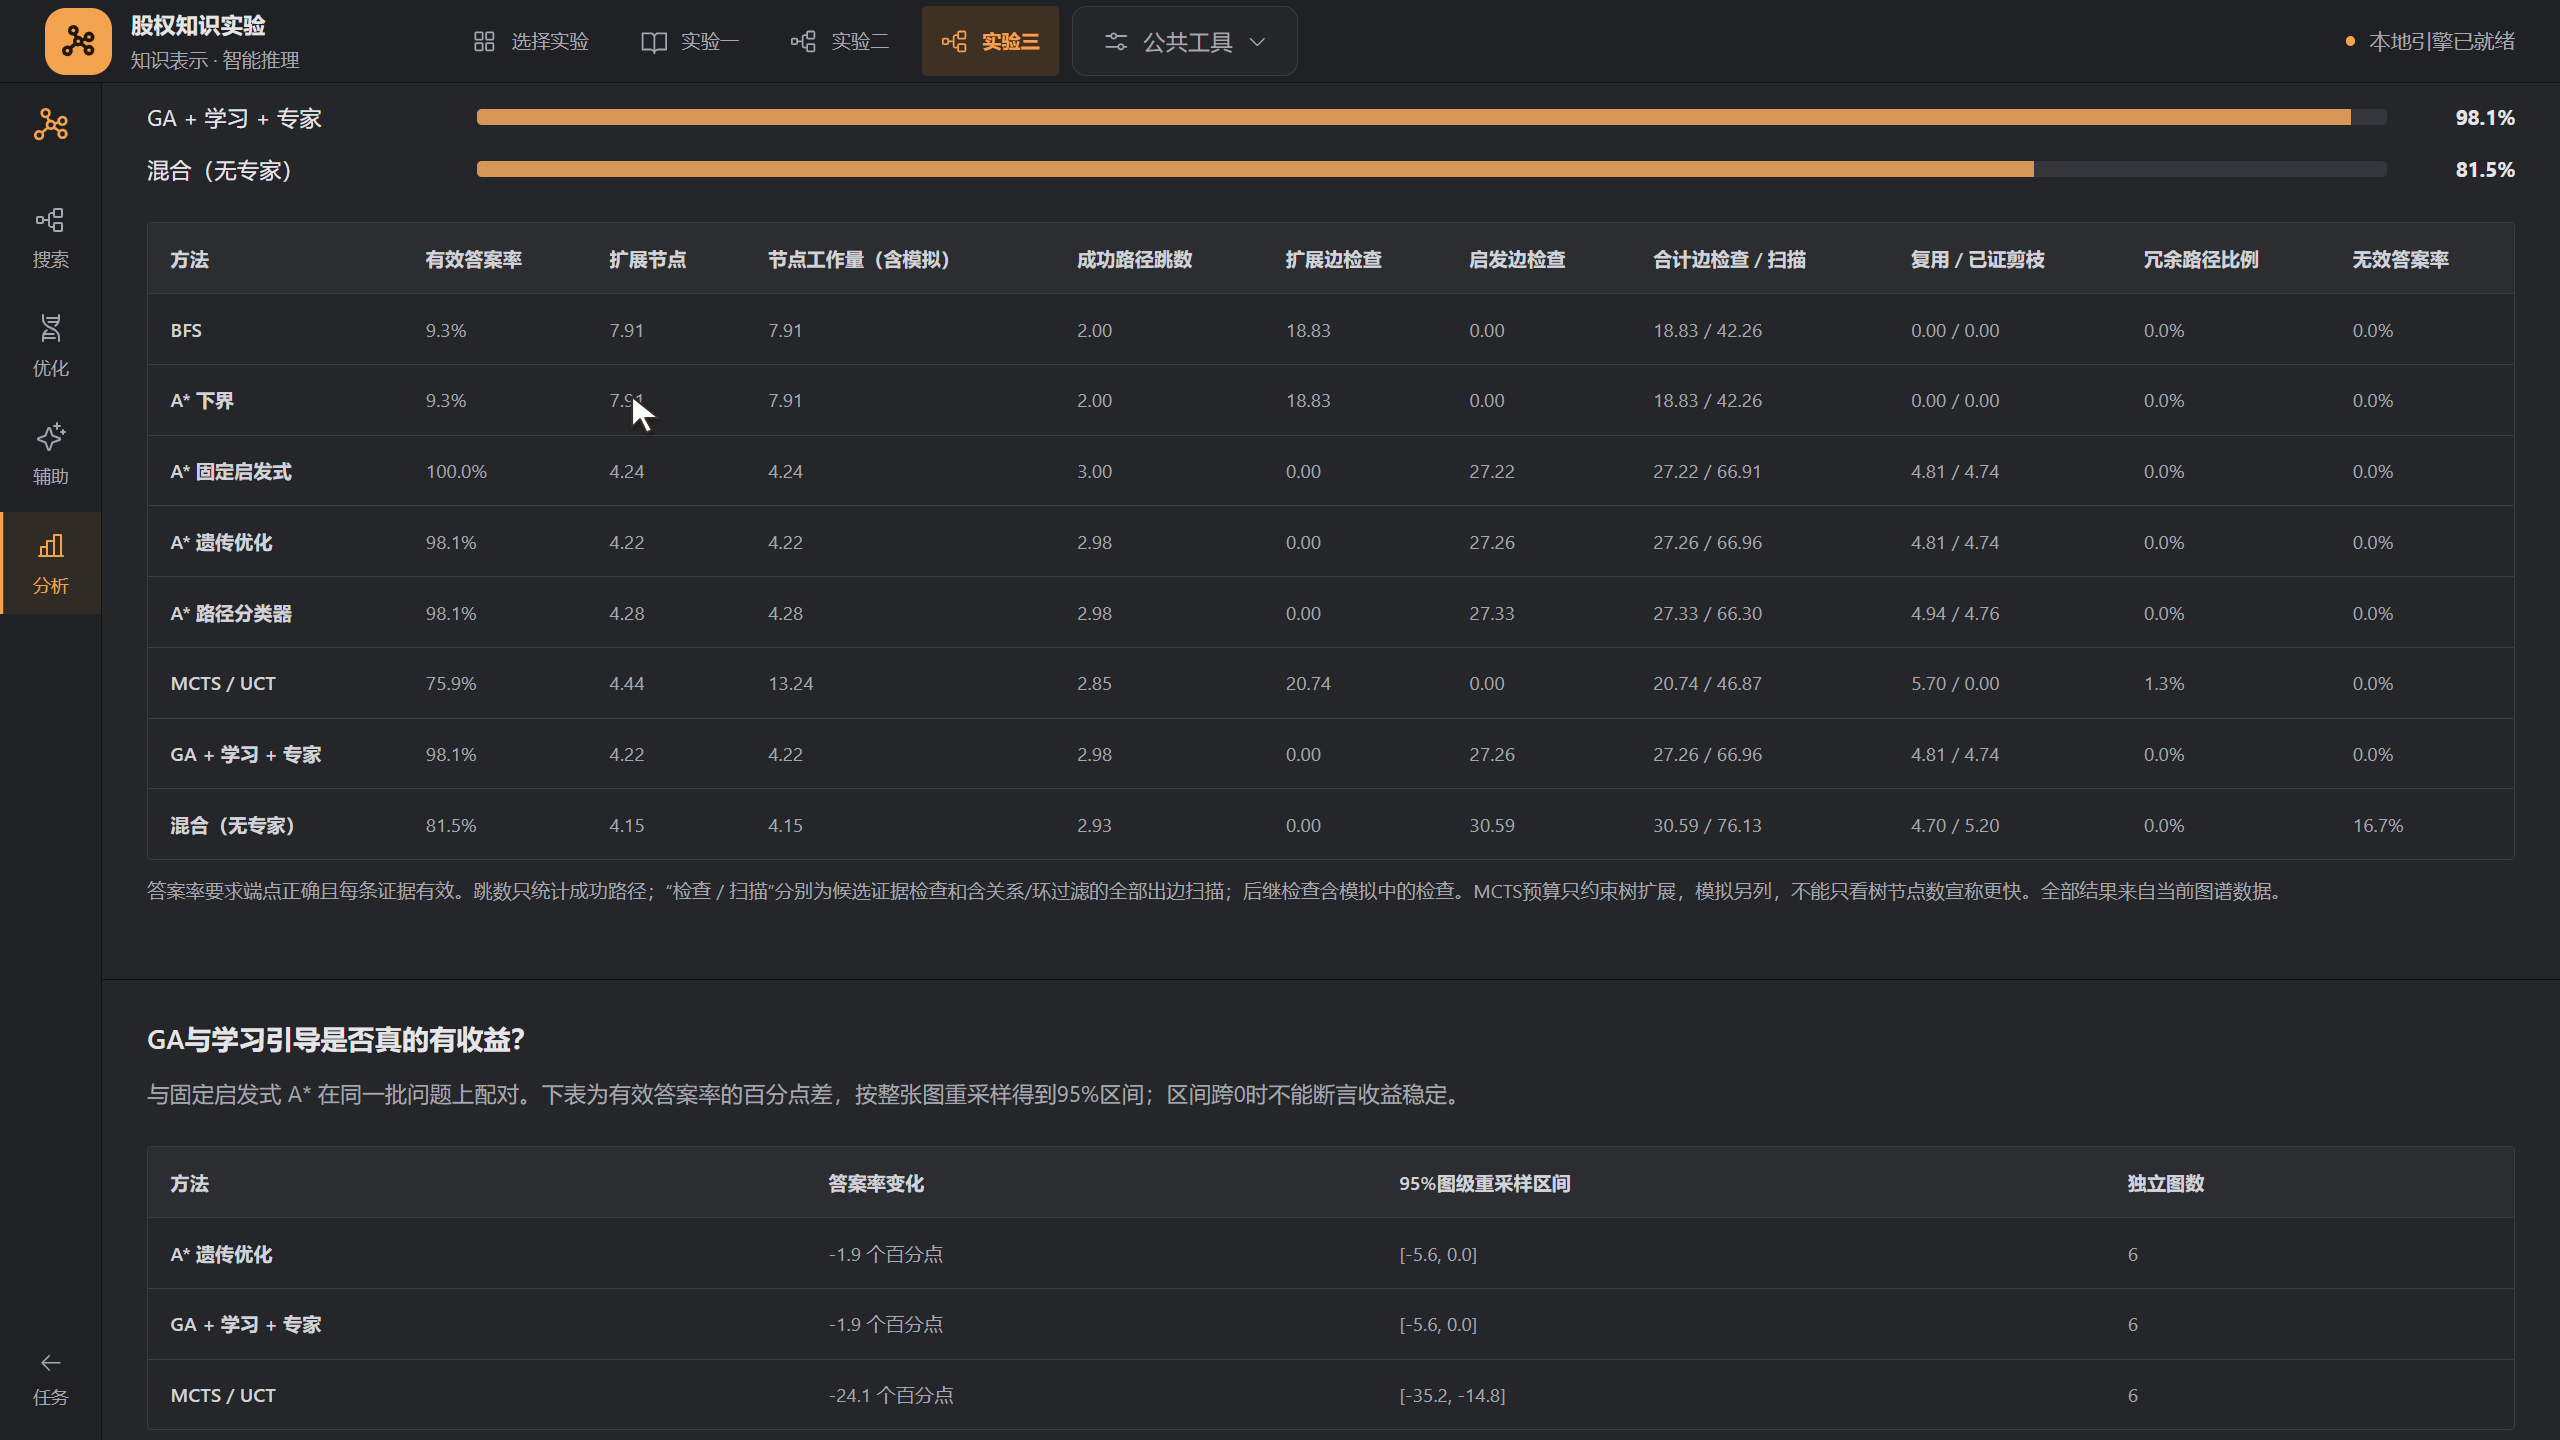 股权知识实验
知识表示 · 智能推理
选择实验
实验一
实验二
实验三
公共工具
本地引擎已就绪
搜索
优化
辅助
分析
任务
GA + 学习 + 专家 98.1%
混合（无专家） 81.5%
方法 有效答案率 扩展节点 节点工作量（含模拟） 成功路径跳数 扩展边检查 启发边检查 合计边检查 / 扫描 复用 / 已证剪枝 冗余路径比例 无效答案率
BFS 9.3% 7.91 7.91 2.00 18.83 0.00 18.83 / 42.26 0.00 / 0.00 0.0% 0.0%
A* 下界 9.3% 7.91 7.91 2.00 18.83 0.00 18.83 / 42.26 0.00 / 0.00 0.0% 0.0%
A* 固定启发式 100.0% 4.24 4.24 3.00 0.00 27.22 27.22 / 66.91 4.81 / 4.74 0.0% 0.0%
A* 遗传优化 98.1% 4.22 4.22 2.98 0.00 27.26 27.26 / 66.96 4.81 / 4.74 0.0% 0.0%
A* 路径分类器 98.1% 4.28 4.28 2.98 0.00 27.33 27.33 / 66.30 4.94 / 4.76 0.0% 0.0%
MCTS / UCT 75.9% 4.44 13.24 2.85 20.74 0.00 20.74 / 46.87 5.70 / 0.00 1.3% 0.0%
GA + 学习 + 专家 98.1% 4.22 4.22 2.98 0.00 27.26 27.26 / 66.96 4.81 / 4.74 0.0% 0.0%
混合（无专家） 81.5% 4.15 4.15 2.93 0.00 30.59 30.59 / 76.13 4.70 / 5.20 0.0% 16.7%
答案率要求端点正确且每条证据有效。跳数只统计成功路径；“检查 / 扫描”分别为候选证据检查和含关系/环过滤的全部出边扫描；后继检查含模拟中的检查。MCTS预算只约束树扩展，模拟另列，不能只看树节点数宣称更快。全部结果来自当前图谱数据。
GA与学习引导是否真的有收益？
与固定启发式 A* 在同一批问题上配对。下表为有效答案率的百分点差，按整张图重采样得到95%区间；区间跨0时不能断言收益稳定。
方法 答案率变化 95%图级重采样区间 独立图数
A* 遗传优化 -1.9 个百分点 [-5.6, 0.0] 6
GA + 学习 + 专家 -1.9 个百分点 [-5.6, 0.0] 6
MCTS / UCT -24.1 个百分点 [-35.2, -14.8] 6